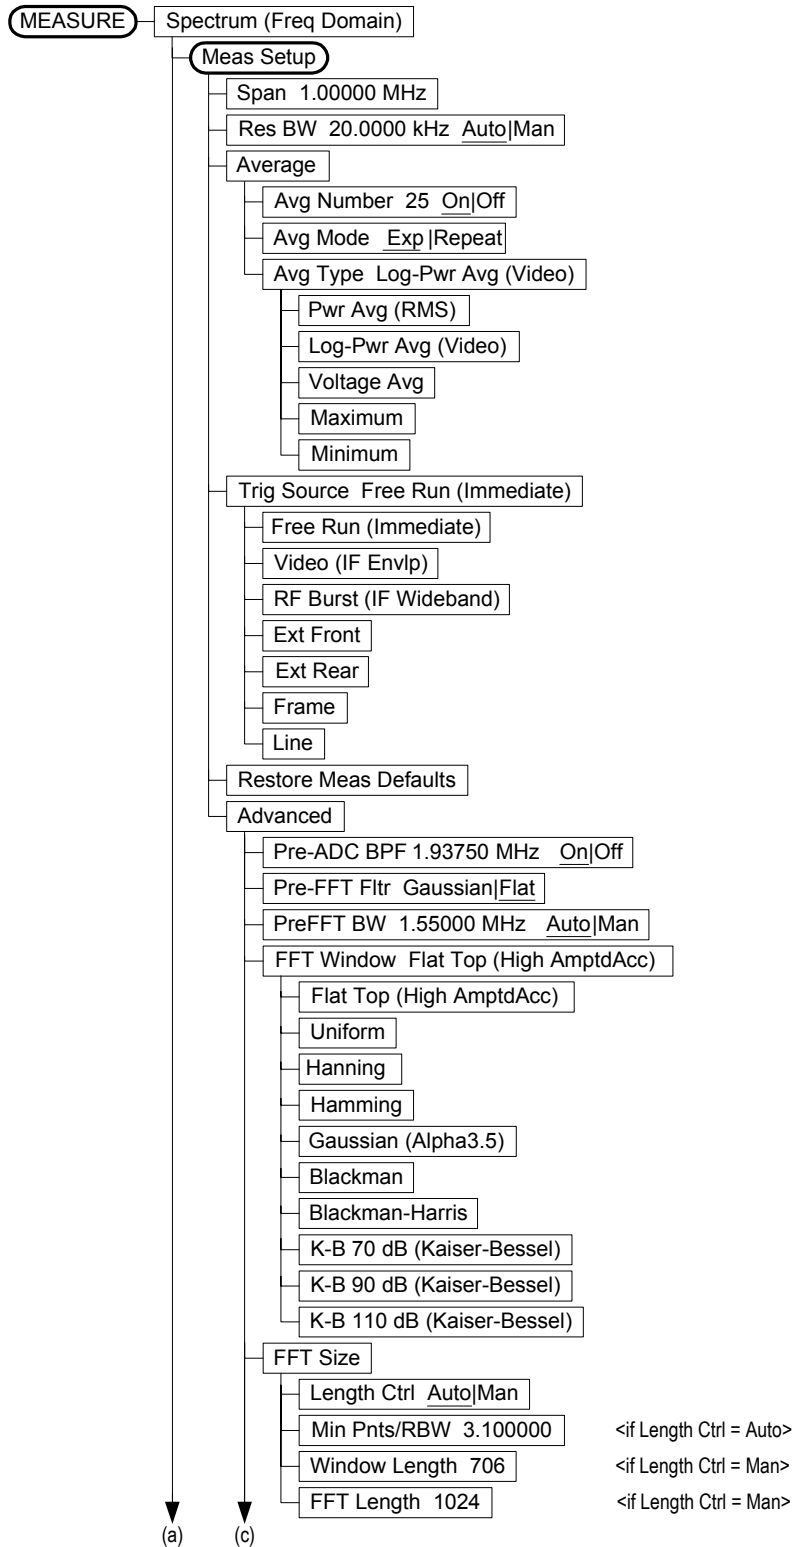 MEASURE Spectrum (Freq Domain)
Meas Setup
Span 1.00000 MHz
Res BW 20.0000 kHz Auto|Man
Average
Avg Number 25 On|Off
Avg Mode Exp |Repeat
Avg Type Log-Pwr Avg (Video)
Pwr Avg (RMS)
Log-Pwr Avg (Video)
Voltage Avg
Maximum
Minimum
Trig Source Free Run (Immediate)
Free Run (Immediate)
Video (IF Envlp)
RF Burst (IF Wideband)
Ext Front
Ext Rear
Frame
Line
Restore Meas Defaults
Advanced
Pre-ADC BPF 1.93750 MHz On|Off
Pre-FFT Fltr Gaussian|Flat
PreFFT BW 1.55000 MHz Auto|Man
FFT Window Flat Top (High AmptdAcc)
Flat Top (High AmptdAcc)
Uniform
Hanning
Hamming
Gaussian (Alpha3.5)
Blackman
Blackman-Harris
K-B 70 dB (Kaiser-Bessel)
K-B 90 dB (Kaiser-Bessel)
K-B 110 dB (Kaiser-Bessel)
FFT Size
Length Ctrl Auto|Man
Min Pnts/RBW 3.100000 <if Length Ctrl = Auto>
Window Length 706 <if Length Ctrl = Man>
FFT Length 1024 <if Length Ctrl = Man>
(a) (c)